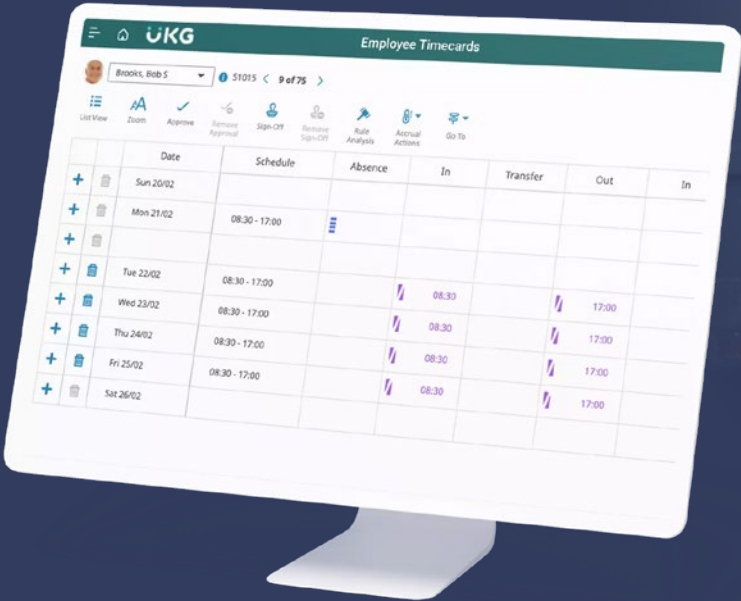 UKG
Employee Timecards
Brooks, Bob S
51015 < 9 of 75 >
List View Zoom Approve Remove Approval Sign-Off Remove Sign-Off Rule Analysis Accrual Actions Go To
Date Schedule Absence In Transfer Out In
Sun 20/02
Mon 21/02 08:30 - 17:00
Tue 22/02 08:30 - 17:00 08:30 17:00
Wed 23/02 08:30 - 17:00 08:30 17:00
Thu 24/02 08:30 - 17:00 08:30 17:00
Fri 25/02 08:30 - 17:00 08:30 17:00
Sat 26/02